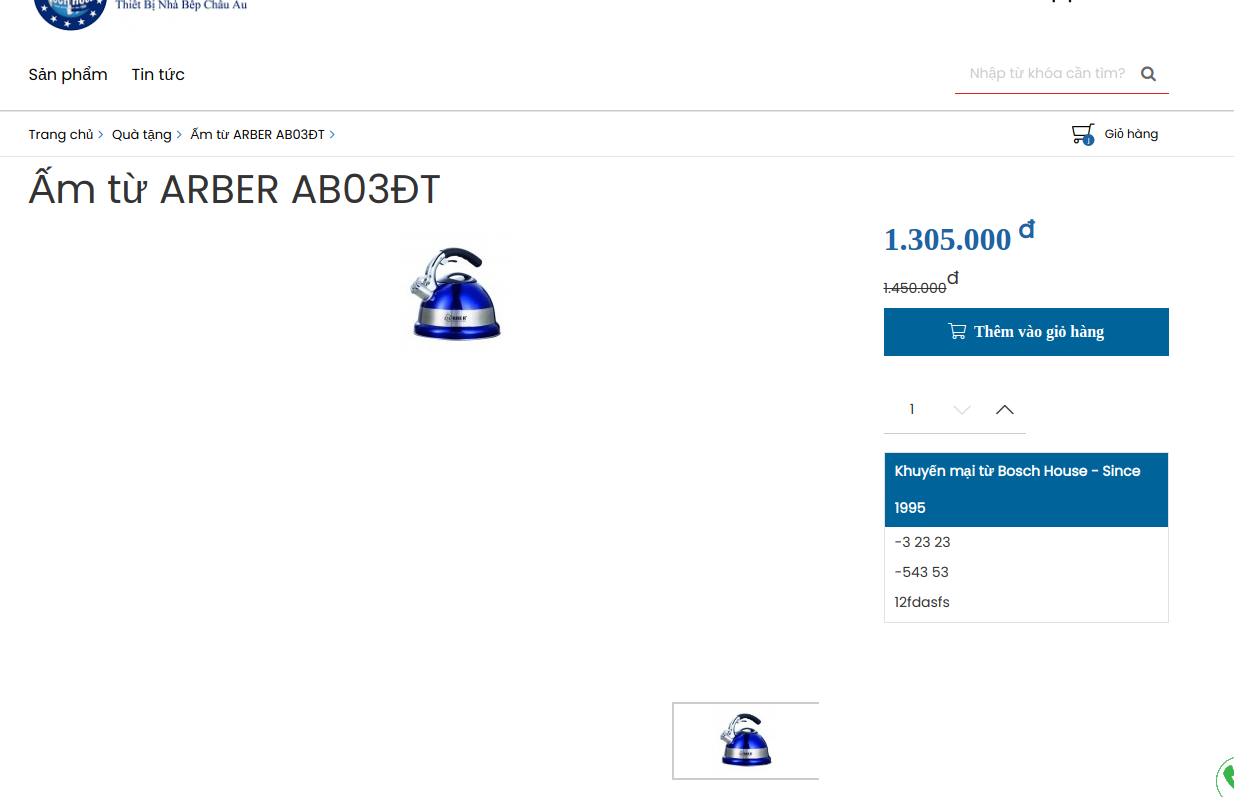 Thiết Bị Nhà Bếp Châu Âu
Sản phẩm Tin tức
Nhập từ khóa cần tìm?
Trang chủ > Quà tặng > Ấm từ ARBER AB03ĐT >
Giỏ hàng
Ấm từ ARBER AB03ĐT
1.305.000 đ
1.450.000đ
Thêm vào giỏ hàng
1
Khuyến mại từ Bosch House - Since
1995
-3 23 23
-543 53
12fdasfs